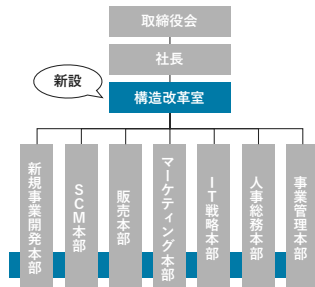 取締役会
社長
新設
構造改革室
新規事業開発本部
SCM本部
販売本部
マーケティング本部
IT戦略本部
人事総務本部
事業管理本部